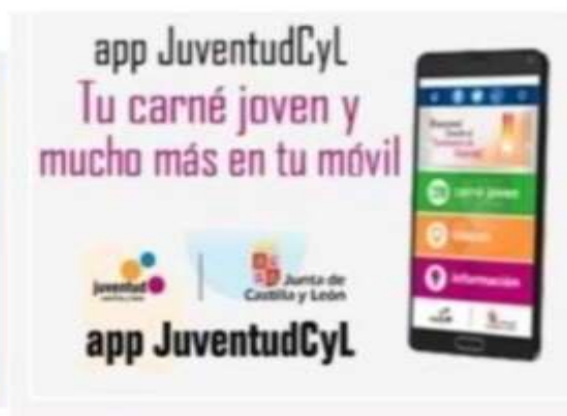 app JuventudCyL
Tu carné joven y
mucho más en tu móvil
carné joven
información
juventud
Junta de
Castilla y León
app JuventudCyL